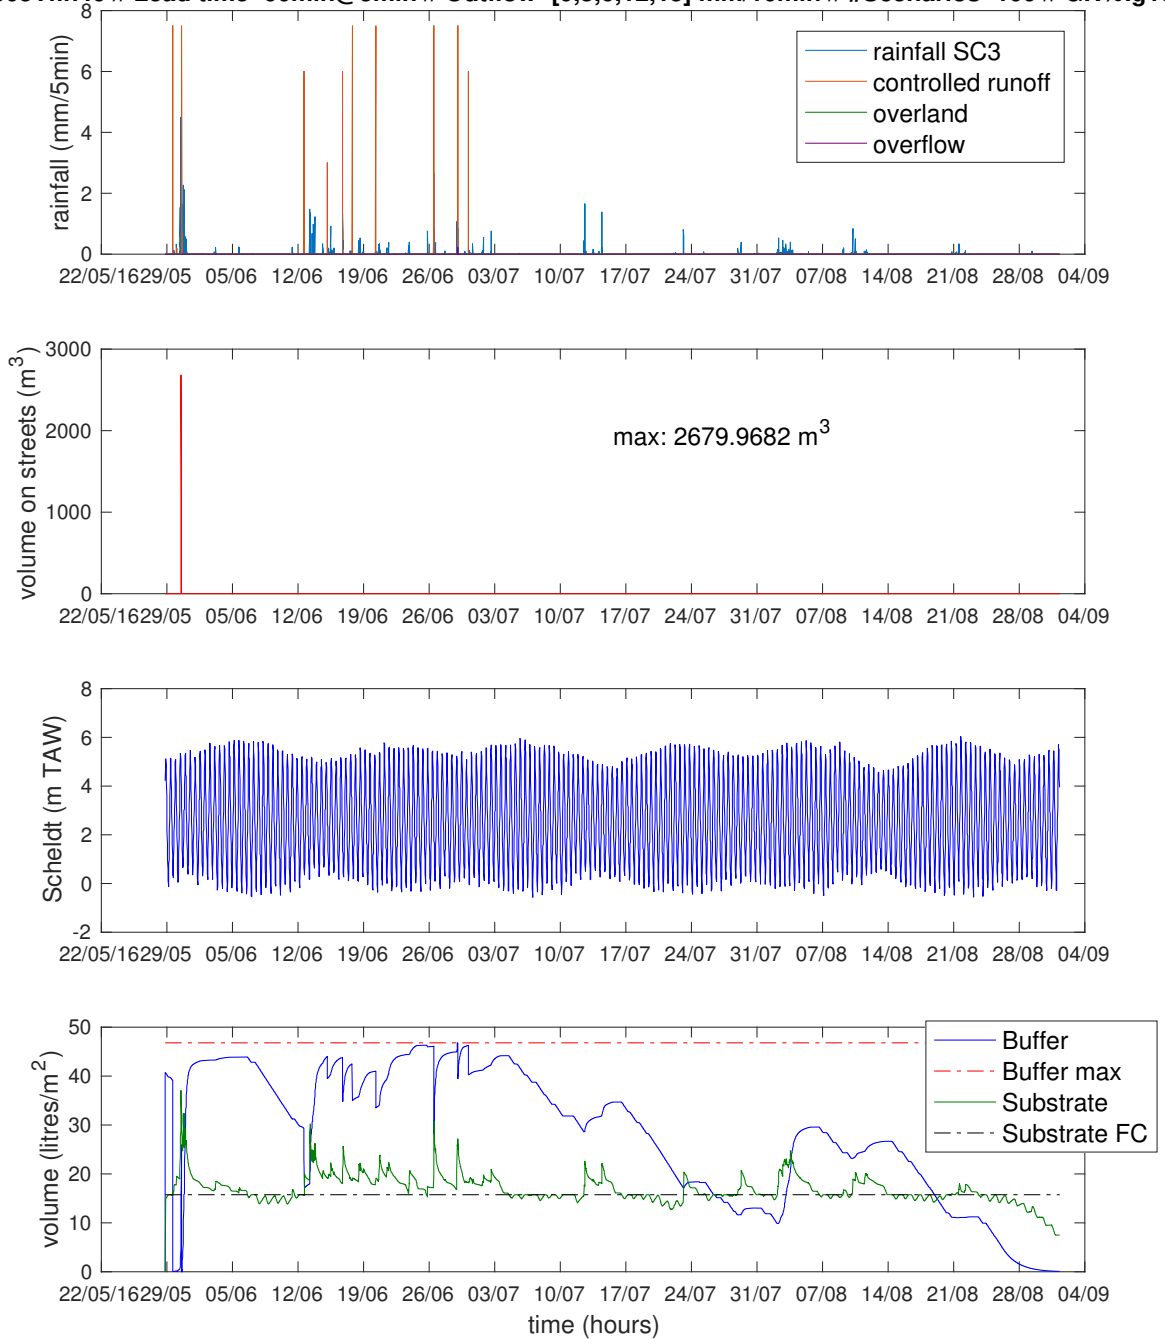 8
6
4
2
0
rainfall (mm/5min)
rainfall SC3
controlled runoff
overland
overflow
22/05/16 29/05 05/06 12/06 19/06 26/06 03/07 10/07 17/07 24/07 31/07 07/08 14/08 21/08 28/08 04/09
3000
2000
1000
0
volume on streets (m³)
max: 2679.9682 m³
22/05/16 29/05 05/06 12/06 19/06 26/06 03/07 10/07 17/07 24/07 31/07 07/08 14/08 21/08 28/08 04/09
8
6
4
2
0
-2
Scheldt (m TAW)
22/05/16 29/05 05/06 12/06 19/06 26/06 03/07 10/07 17/07 24/07 31/07 07/08 14/08 21/08 28/08 04/09
50
40
30
20
10
0
volume (litres/m²)
Buffer
Buffer max
Substrate
Substrate FC
22/05/16 29/05 05/06 12/06 19/06 26/06 03/07 10/07 17/07 24/07 31/07 07/08 14/08 21/08 28/08 04/09
time (hours)